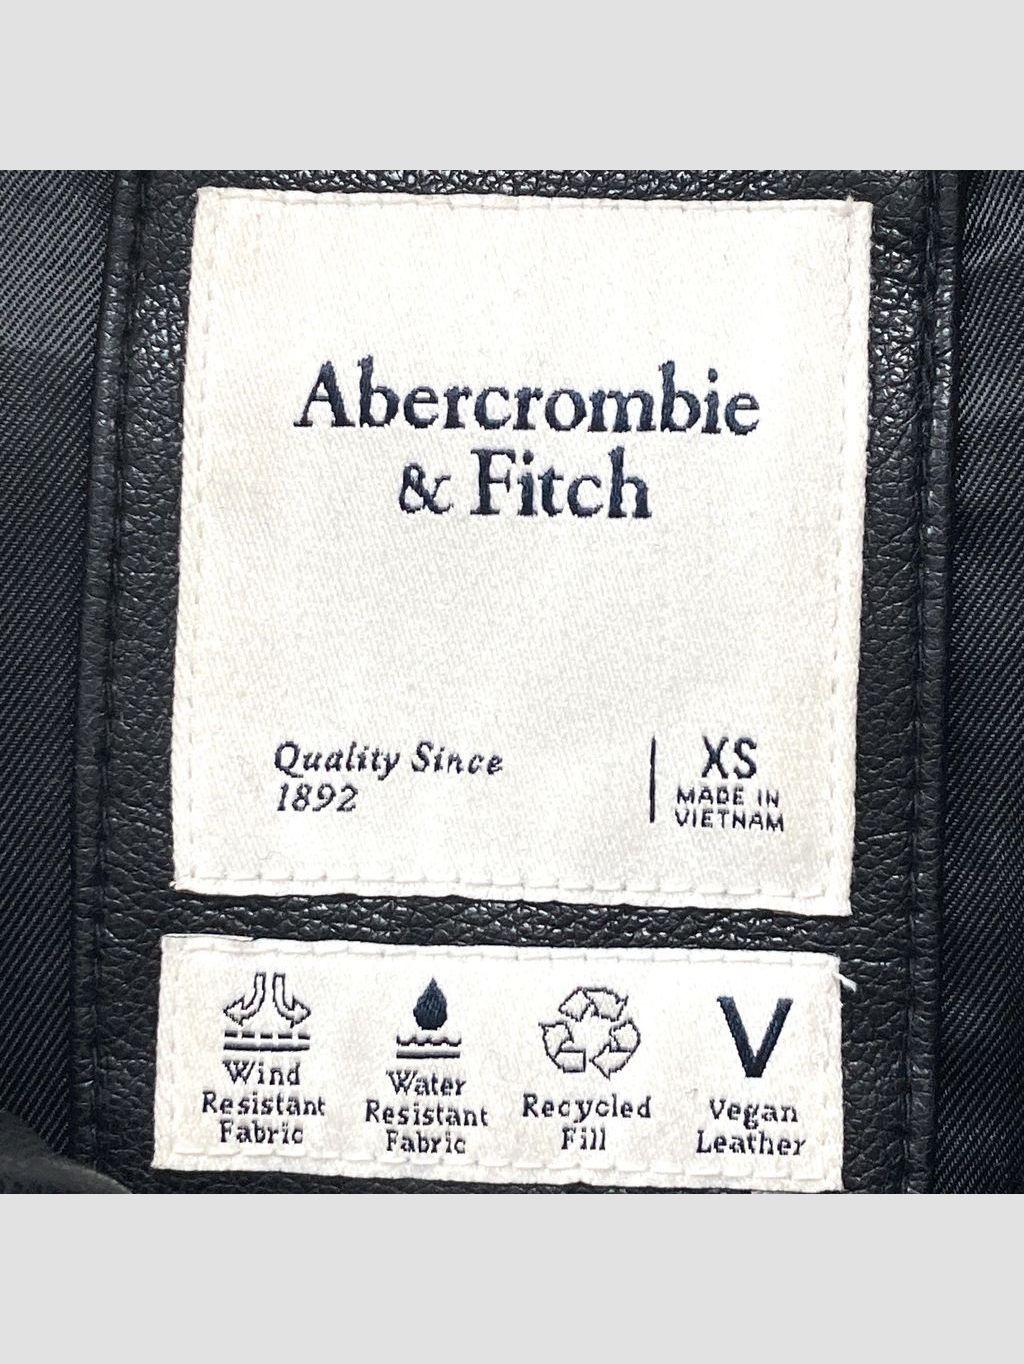 Abercrombie
& Fitch
Quality Since
1892
XS
MADE IN
VIETNAM
Wind
Resistant
Fabric
Water
Resistant
Fabric
Recycled
Fill
V
Vegan
Leather